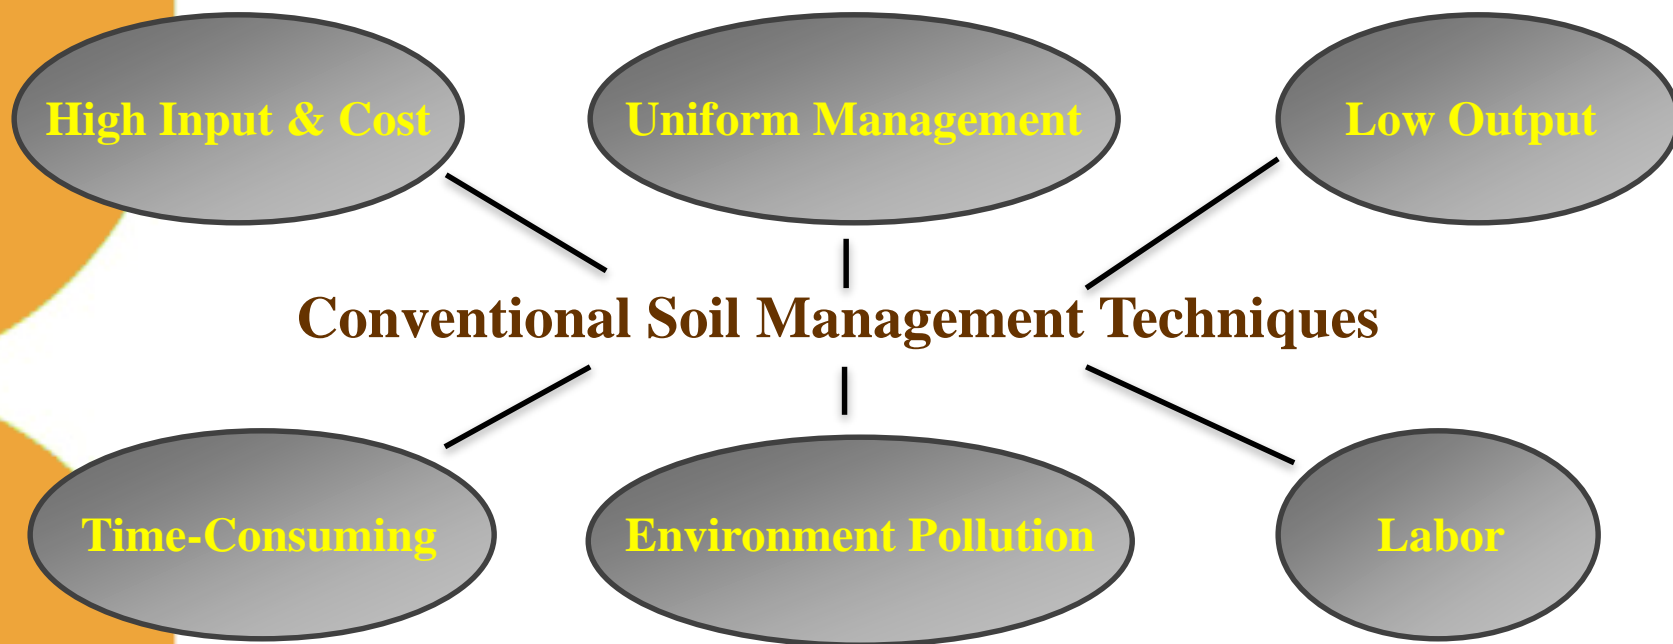 High Input & Cost
Uniform Management
Low Output
Conventional Soil Management Techniques
Time-Consuming
Environment Pollution
Labor